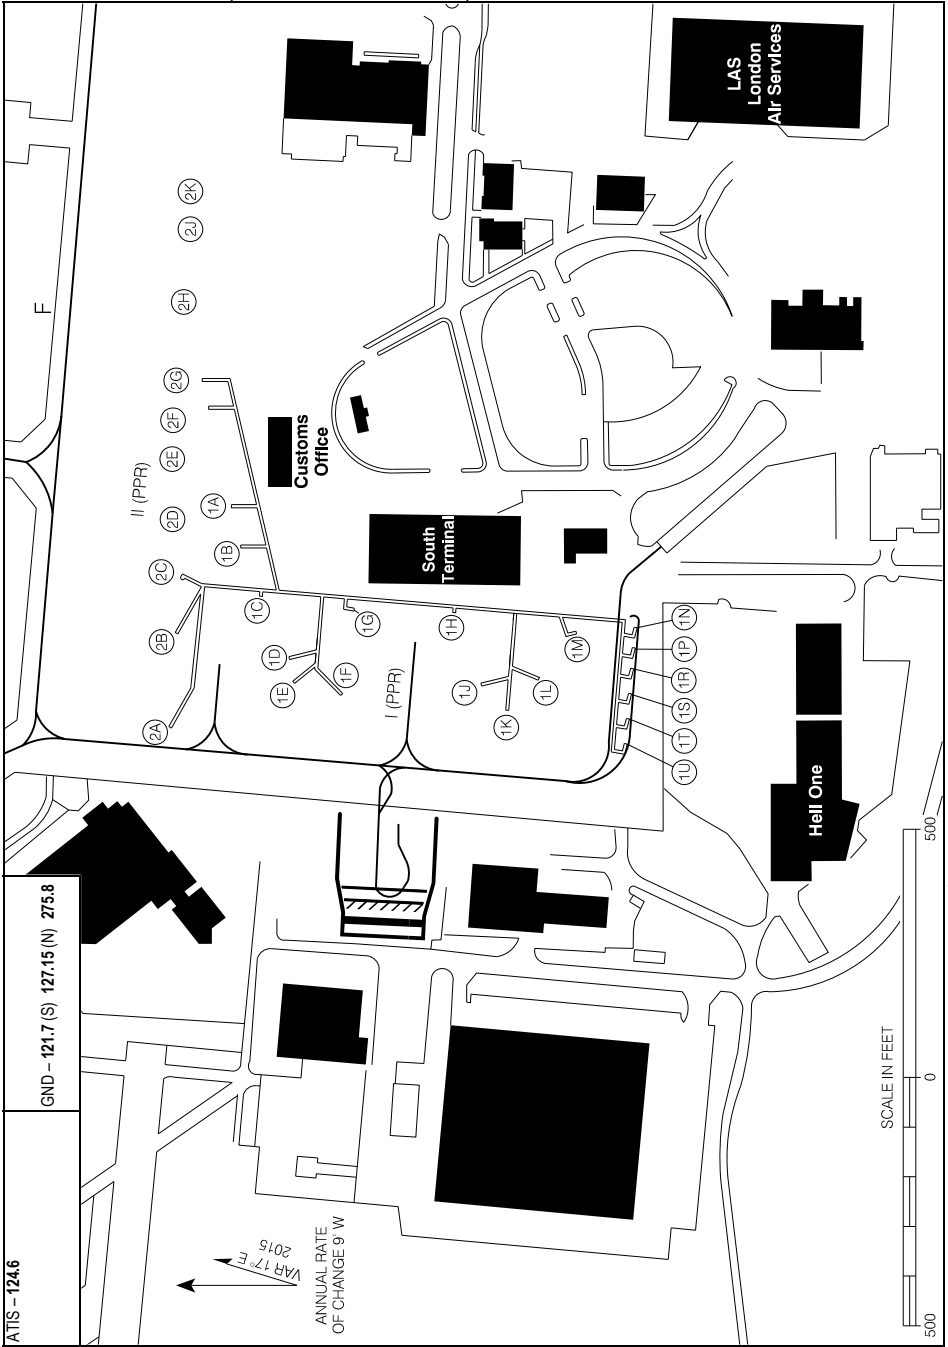 ATIS – 124.6
GND – 121.7 (S) 127.15 (N) 275.8
F
LAS
London
Air Services
2K
2J
2H
2G
2F
2E
2D
2C
2B
2A
II (PPR)
1A
1B
1C
1D
1E
1F
1G
1H
1J
1K
1L
1M
I (PPR)
1N
1P
1R
1S
1T
1U
Customs
Office
South
Terminal
Heli One
VAR 17° E
2015
ANNUAL RATE
OF CHANGE 9' W
SCALE IN FEET
500
0
500